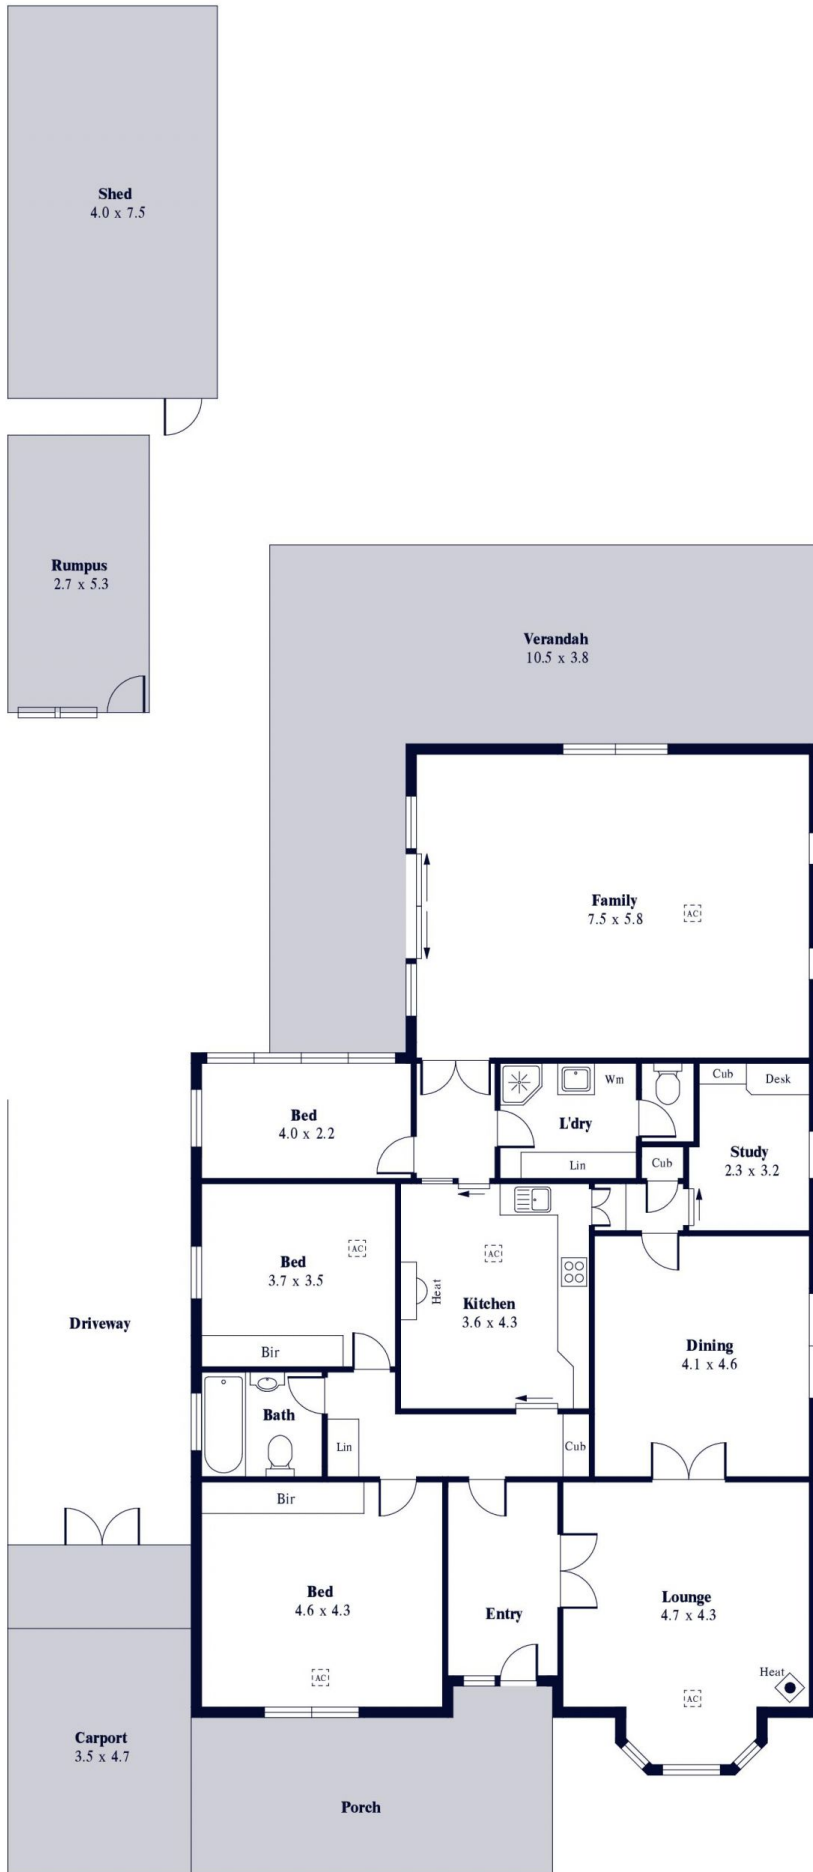 Shed
4.0 x 7.5
Rumpus
2.7 x 5.3
Verandah
10.5 x 3.8
Family
7.5 x 5.8
AC
Bed
4.0 x 2.2
Wm
L'dry
Lin
Cub
Cub
Desk
Study
2.3 x 3.2
Bed
3.7 x 3.5
AC
Bir
AC
Heat
Kitchen
3.6 x 4.3
Dining
4.1 x 4.6
Driveway
Bath
Lin
Cub
Bir
Bed
4.6 x 4.3
AC
Entry
Lounge
4.7 x 4.3
Heat
AC
Carport
3.5 x 4.7
Porch